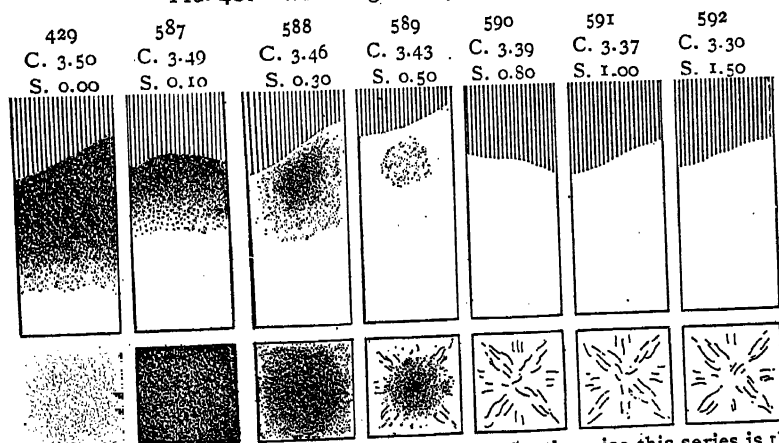 429 587 588 589 590 591 592
C. 3.50 C. 3.49 C. 3.46 C. 3.43 C. 3.39 C. 3.37 C. 3.30
S. 0.00 S. 0.10 S. 0.30 S. 0.50 S. 0.80 S. 1.00 S. 1.50
this series is